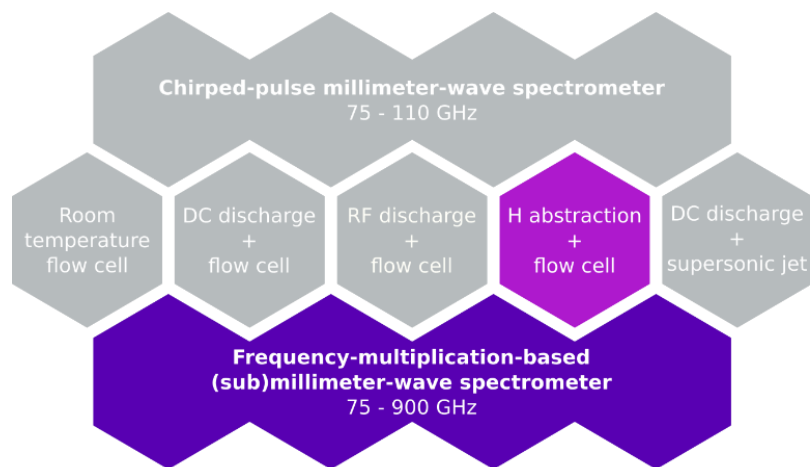 Chirped-pulse millimeter-wave spectrometer
75 - 110 GHz
Room
temperature
flow cell
DC discharge
+
flow cell
RF discharge
+
flow cell
H abstraction
+
flow cell
DC discharge
+
supersonic jet
Frequency-multiplication-based
(sub)millimeter-wave spectrometer
75 - 900 GHz